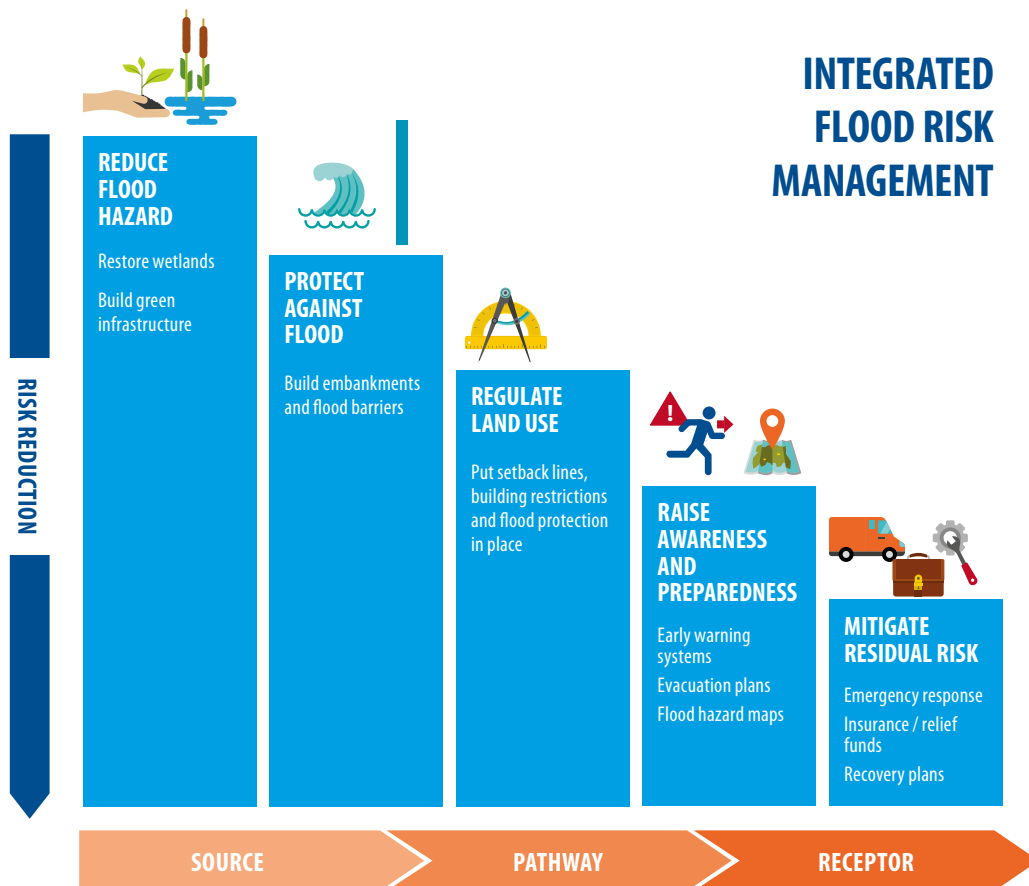 INTEGRATED
FLOOD RISK
MANAGEMENT
RISK REDUCTION
REDUCE
FLOOD
HAZARD
Restore wetlands
Build green
infrastructure
PROTECT
AGAINST
FLOOD
Build embankments
and flood barriers
REGULATE
LAND USE
Put setback lines,
building restrictions
and flood protection
in place
!
RAISE
AWARENESS
AND
PREPAREDNESS
Early warning
systems
Evacuation plans
Flood hazard maps
MITIGATE
RESIDUAL RISK
Emergency response
Insurance / relief
funds
Recovery plans
SOURCE
PATHWAY
RECEPTOR